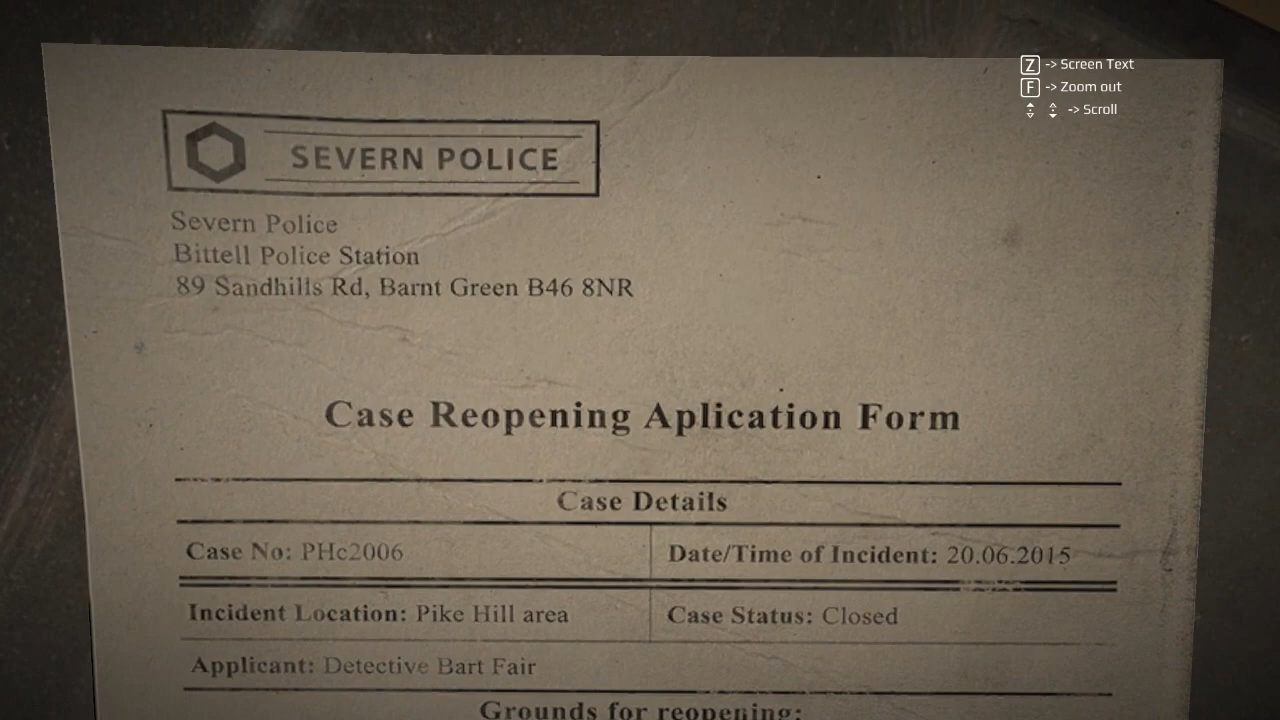 Z -> Screen Text
F -> Zoom out
-> Scroll
SEVERN POLICE
Severn Police
Bittell Police Station
89 Sandhills Rd, Barnt Green B46 8NR
Case Reopening Aplication Form
Case Details
Case No: PHc2006
Date/Time of Incident: 20.06.2015
Incident Location: Pike Hill area
Case Status: Closed
Applicant: Detective Bart Fair
Grounds for reopening: